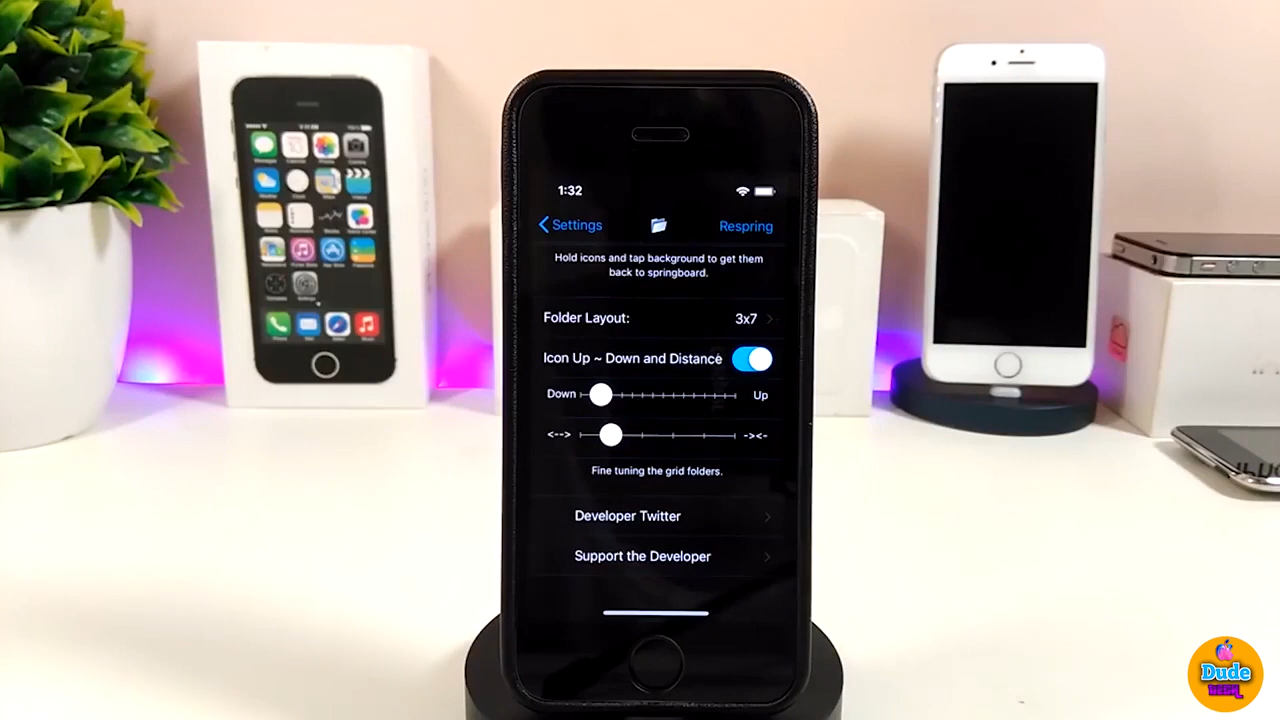 1:32
Settings
Respring
Hold icons and tap background to get them
back to springboard.
Folder Layout:
3x7
Icon Up ~ Down and Distance
Down
Up
<-->
-><-
Fine tuning the grid folders.
Developer Twitter
Support the Developer
Dude